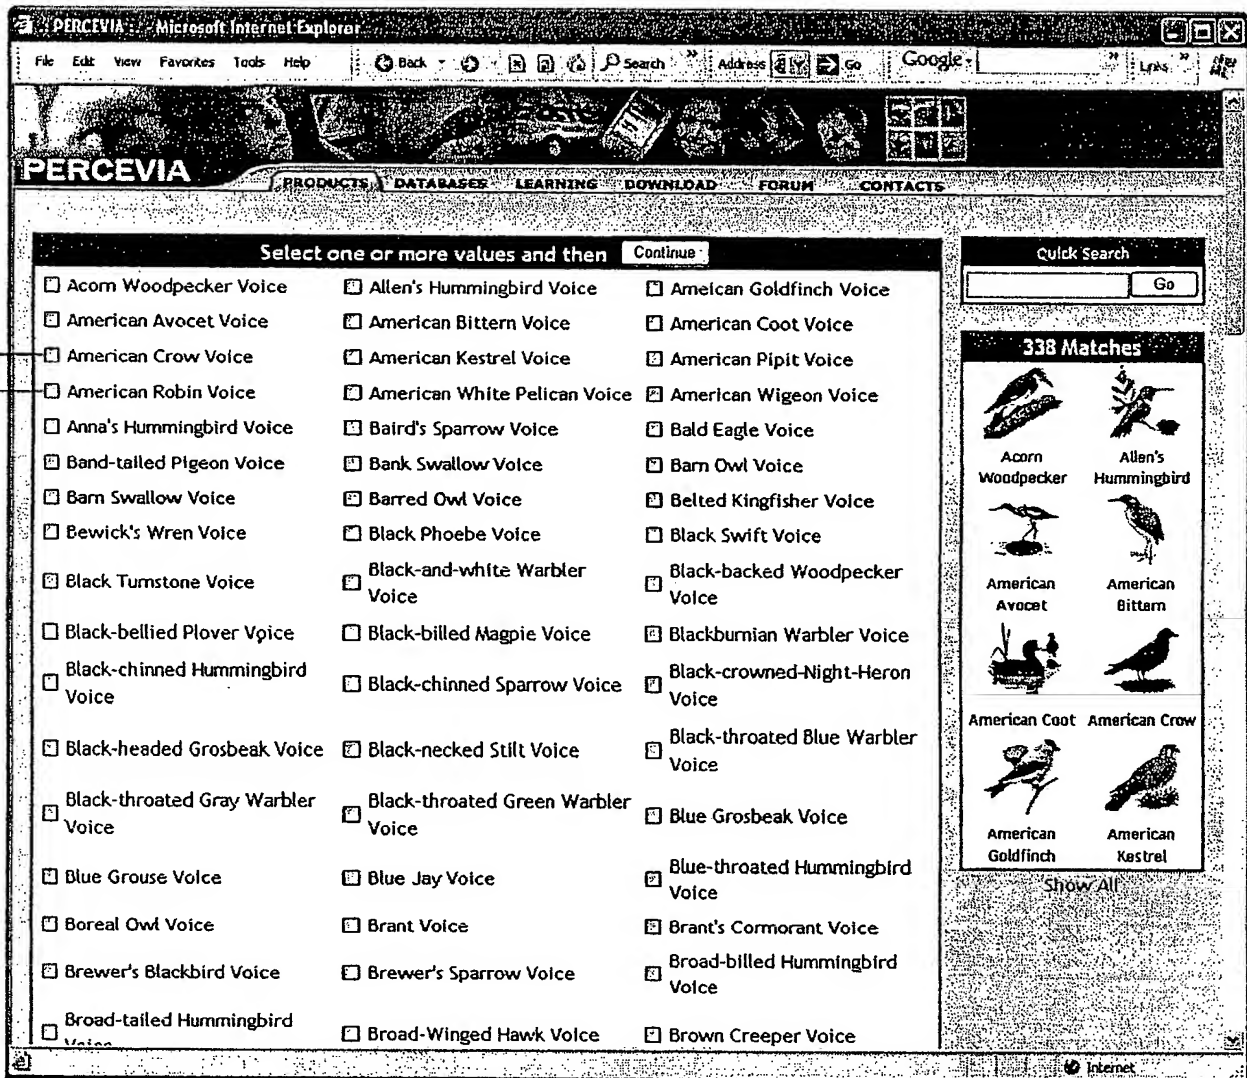 PERCEVIA Microsoft Internet Explorer
File Edit View Favorites Tools Help Back Search » Address Go Google » Links »
PERCEVIA
PRODUCTS DATABASES LEARNING DOWNLOAD FORUM CONTACTS
Select one or more values and then Continue
Acorn Woodpecker Voice Allen's Hummingbird Voice Ameican Goldfinch Voice
American Avocet Voice American Bittern Voice American Coot Voice
American Crow Voice American Kestrel Voice American Pipit Voice
American Robin Voice American White Pelican Voice American Wigeon Voice
Anna's Hummingbird Voice Baird's Sparrow Voice Bald Eagle Voice
Band-tailed Pigeon Voice Bank Swallow Voice Barn Owl Voice
Barn Swallow Voice Barred Owl Voice Belted Kingfisher Voice
Bewick's Wren Voice Black Phoebe Voice Black Swift Voice
Black Turnstone Voice Black-and-white Warbler Voice Black-backed Woodpecker Voice
Black-bellied Plover Voice Black-billed Magpie Voice Blackburnian Warbler Voice
Black-chinned Hummingbird Voice Black-chinned Sparrow Voice Black-crowned-Night-Heron Voice
Black-headed Grosbeak Voice Black-necked Stilt Voice Black-throated Blue Warbler Voice
Black-throated Gray Warbler Voice Black-throated Green Warbler Voice Blue Grosbeak Voice
Blue Grouse Voice Blue Jay Voice Blue-throated Hummingbird Voice
Boreal Owl Voice Brant Voice Brant's Cormorant Voice
Brewer's Blackbird Voice Brewer's Sparrow Voice Broad-billed Hummingbird Voice
Broad-tailed Hummingbird Voice Broad-Winged Hawk Voice Brown Creeper Voice
Quick Search
Go
338 Matches
Acorn Woodpecker Allen's Hummingbird
American Avocet American Bittern
American Coot American Crow
American Goldfinch American Kestrel
Show All
Internet